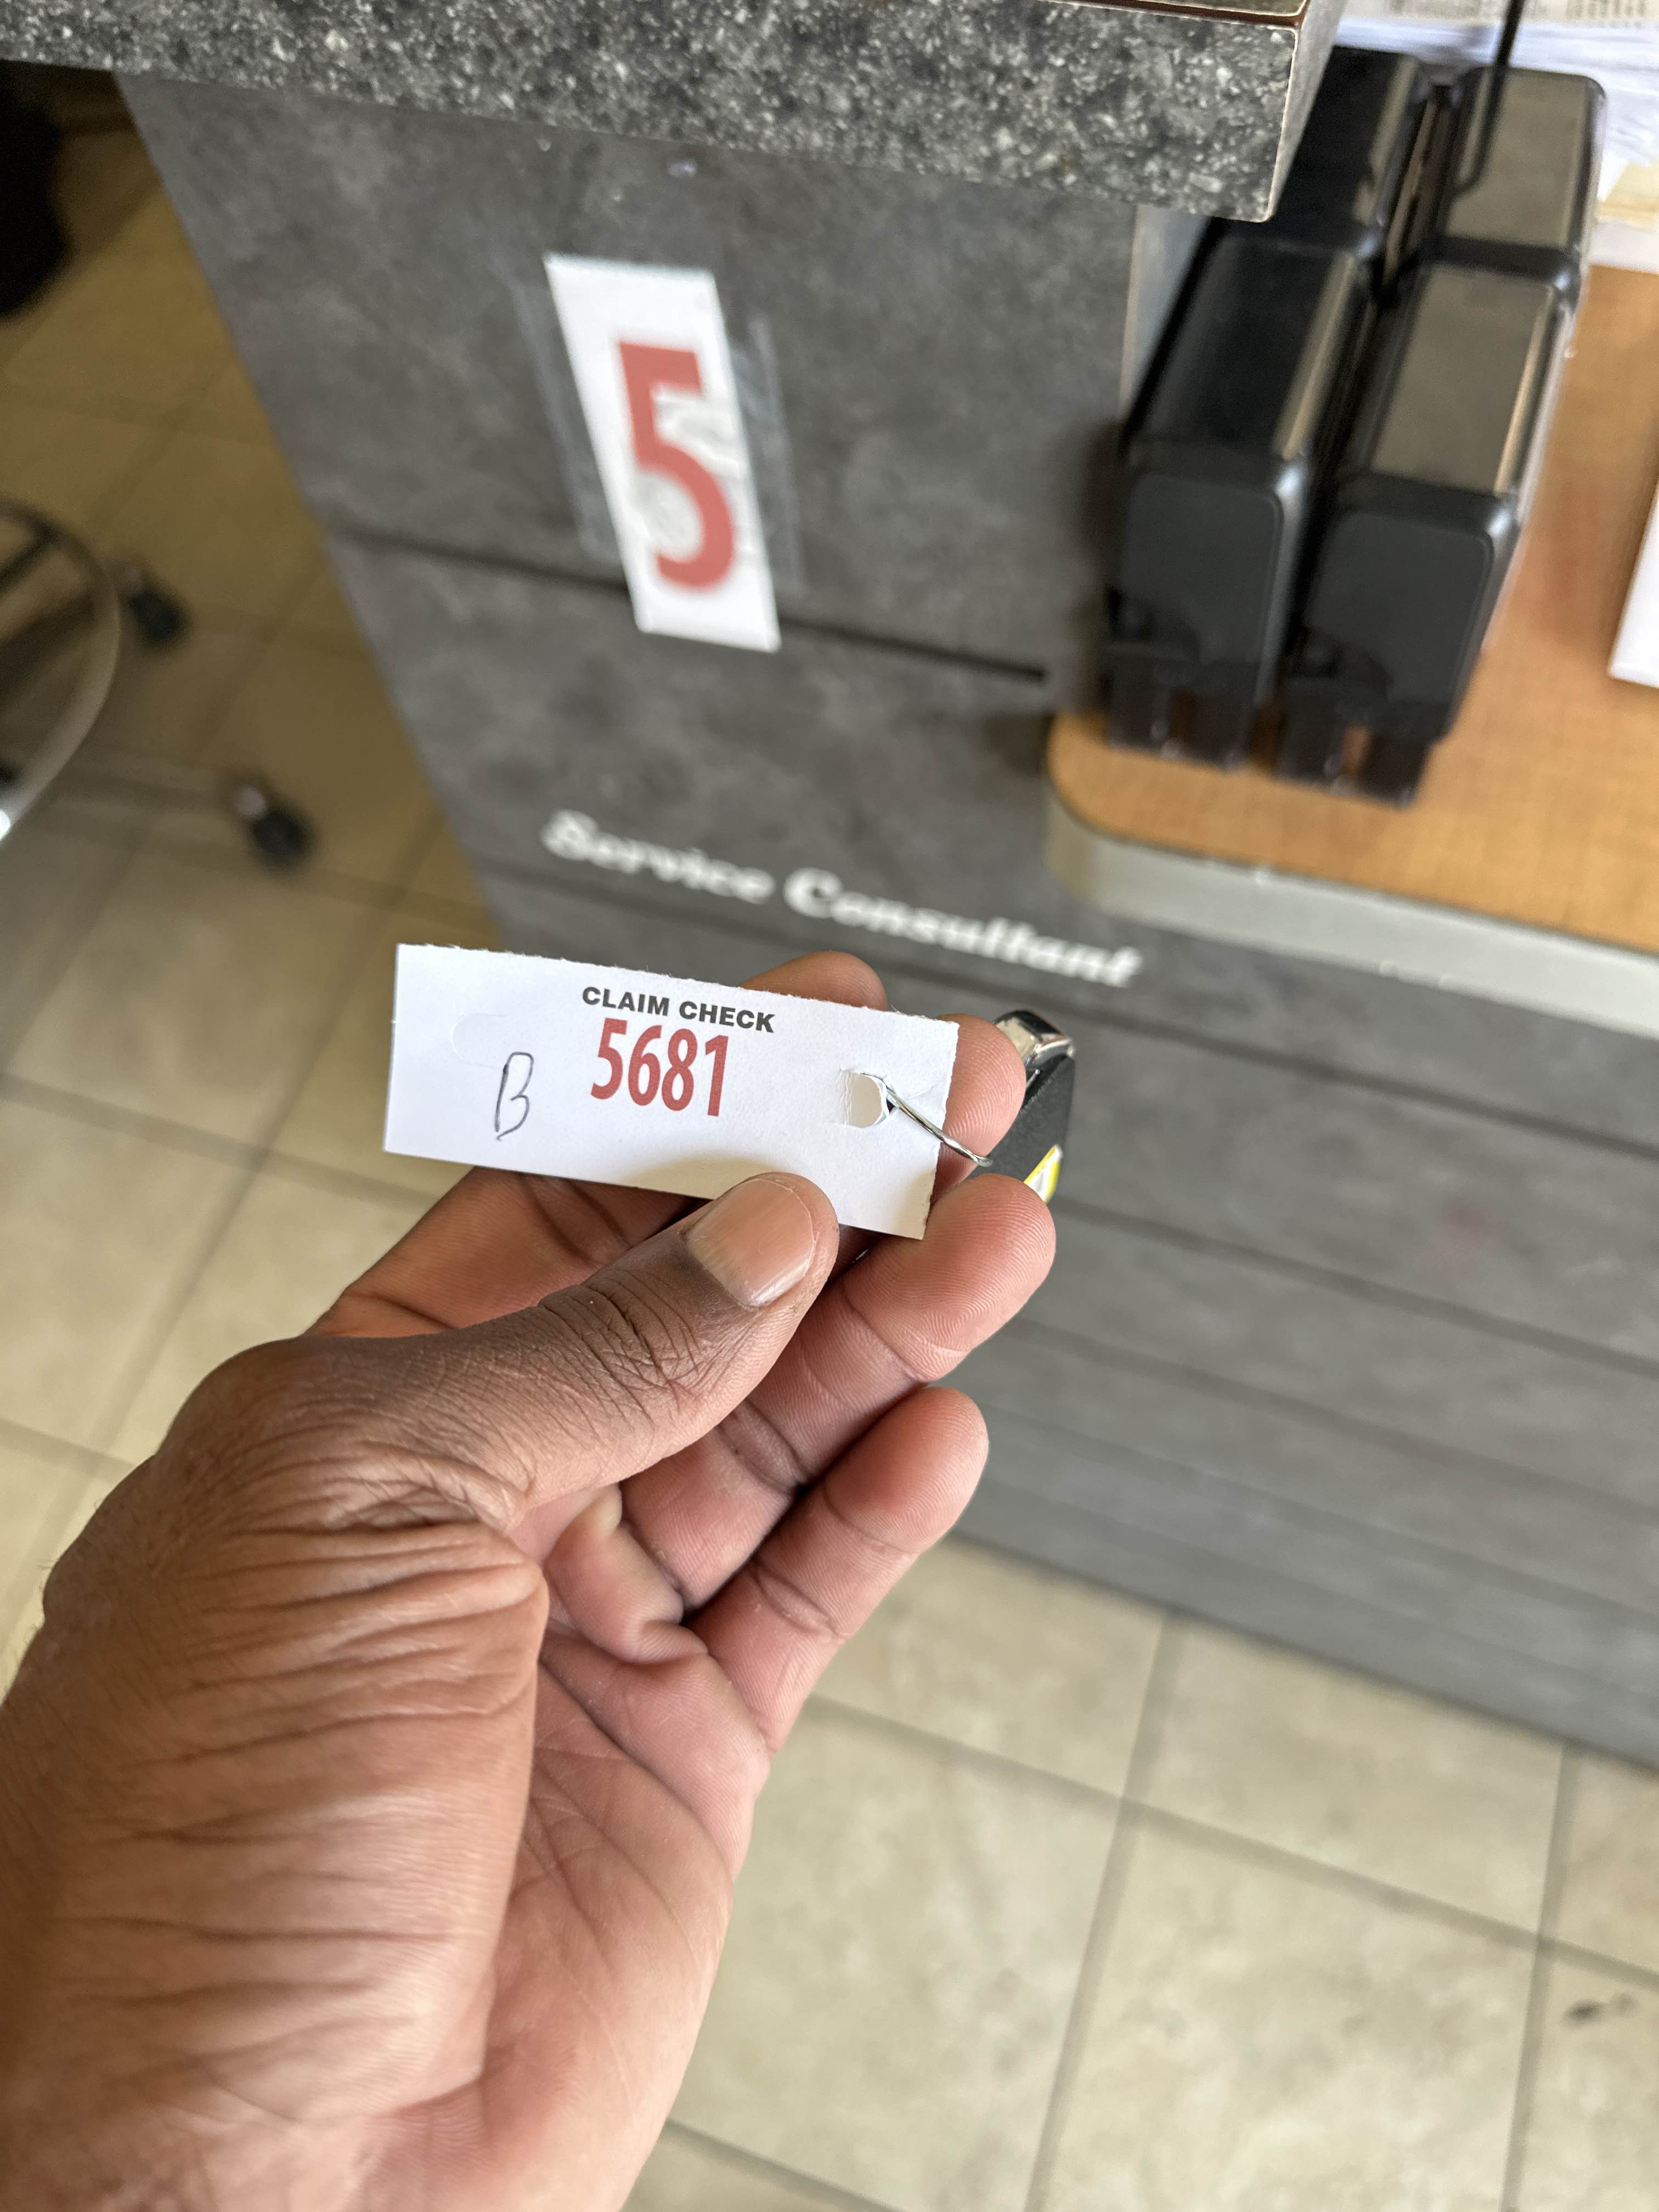 5
Service Consultant
CLAIM CHECK
5681
B